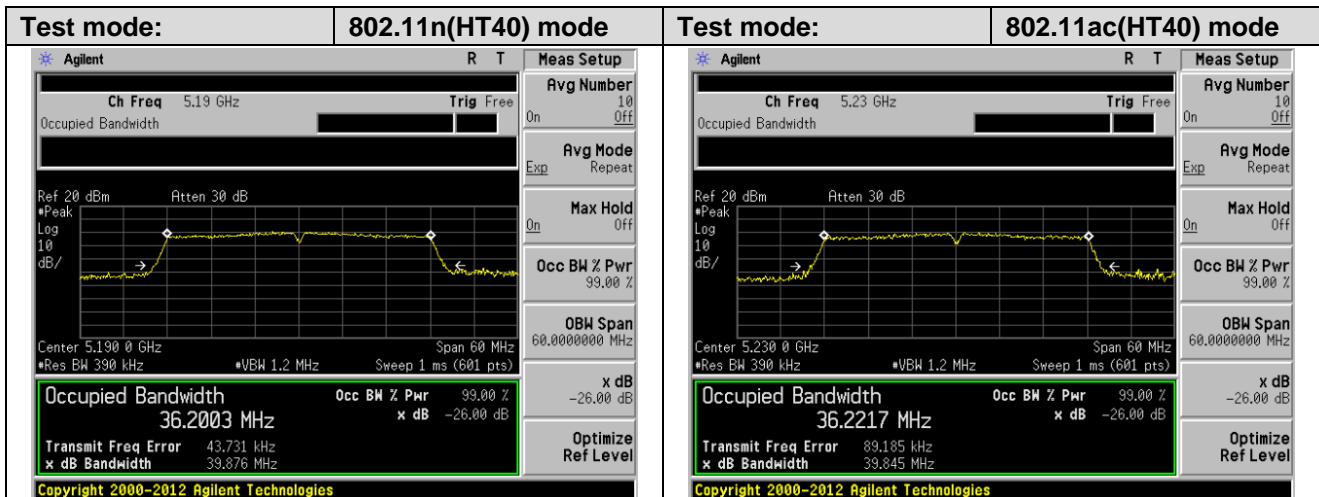 Test mode: 802.11n(HT40) mode Test mode: 802.11ac(HT40) mode
Agilent R T Meas Setup
Ch Freq 5.19 GHz Trig Free
Occupied Bandwidth
Avg Number
10
On Off
Avg Mode
Exp Repeat
Ref 20 dBm Atten 30 dB
#Peak
Log
10
dB/
Max Hold
On Off
Occ BW % Pwr
99.00 %
OBW Span
60.0000000 MHz
Center 5.190 0 GHz Span 60 MHz
#Res BW 390 kHz #VBW 1.2 MHz Sweep 1 ms (601 pts)
Occupied Bandwidth Occ BW % Pwr 99.00 %
36.2003 MHz x dB -26.00 dB
Transmit Freq Error 43.731 kHz
x dB Bandwidth 39.876 MHz
x dB
-26.00 dB
Optimize
Ref Level
Copyright 2000-2012 Agilent Technologies
Agilent R T Meas Setup
Ch Freq 5.23 GHz Trig Free
Occupied Bandwidth
Avg Number
10
On Off
Avg Mode
Exp Repeat
Ref 20 dBm Atten 30 dB
#Peak
Log
10
dB/
Max Hold
On Off
Occ BW % Pwr
99.00 %
OBW Span
60.0000000 MHz
Center 5.230 0 GHz Span 60 MHz
#Res BW 390 kHz #VBW 1.2 MHz Sweep 1 ms (601 pts)
Occupied Bandwidth Occ BW % Pwr 99.00 %
36.2217 MHz x dB -26.00 dB
Transmit Freq Error 89.185 kHz
x dB Bandwidth 39.845 MHz
x dB
-26.00 dB
Optimize
Ref Level
Copyright 2000-2012 Agilent Technologies